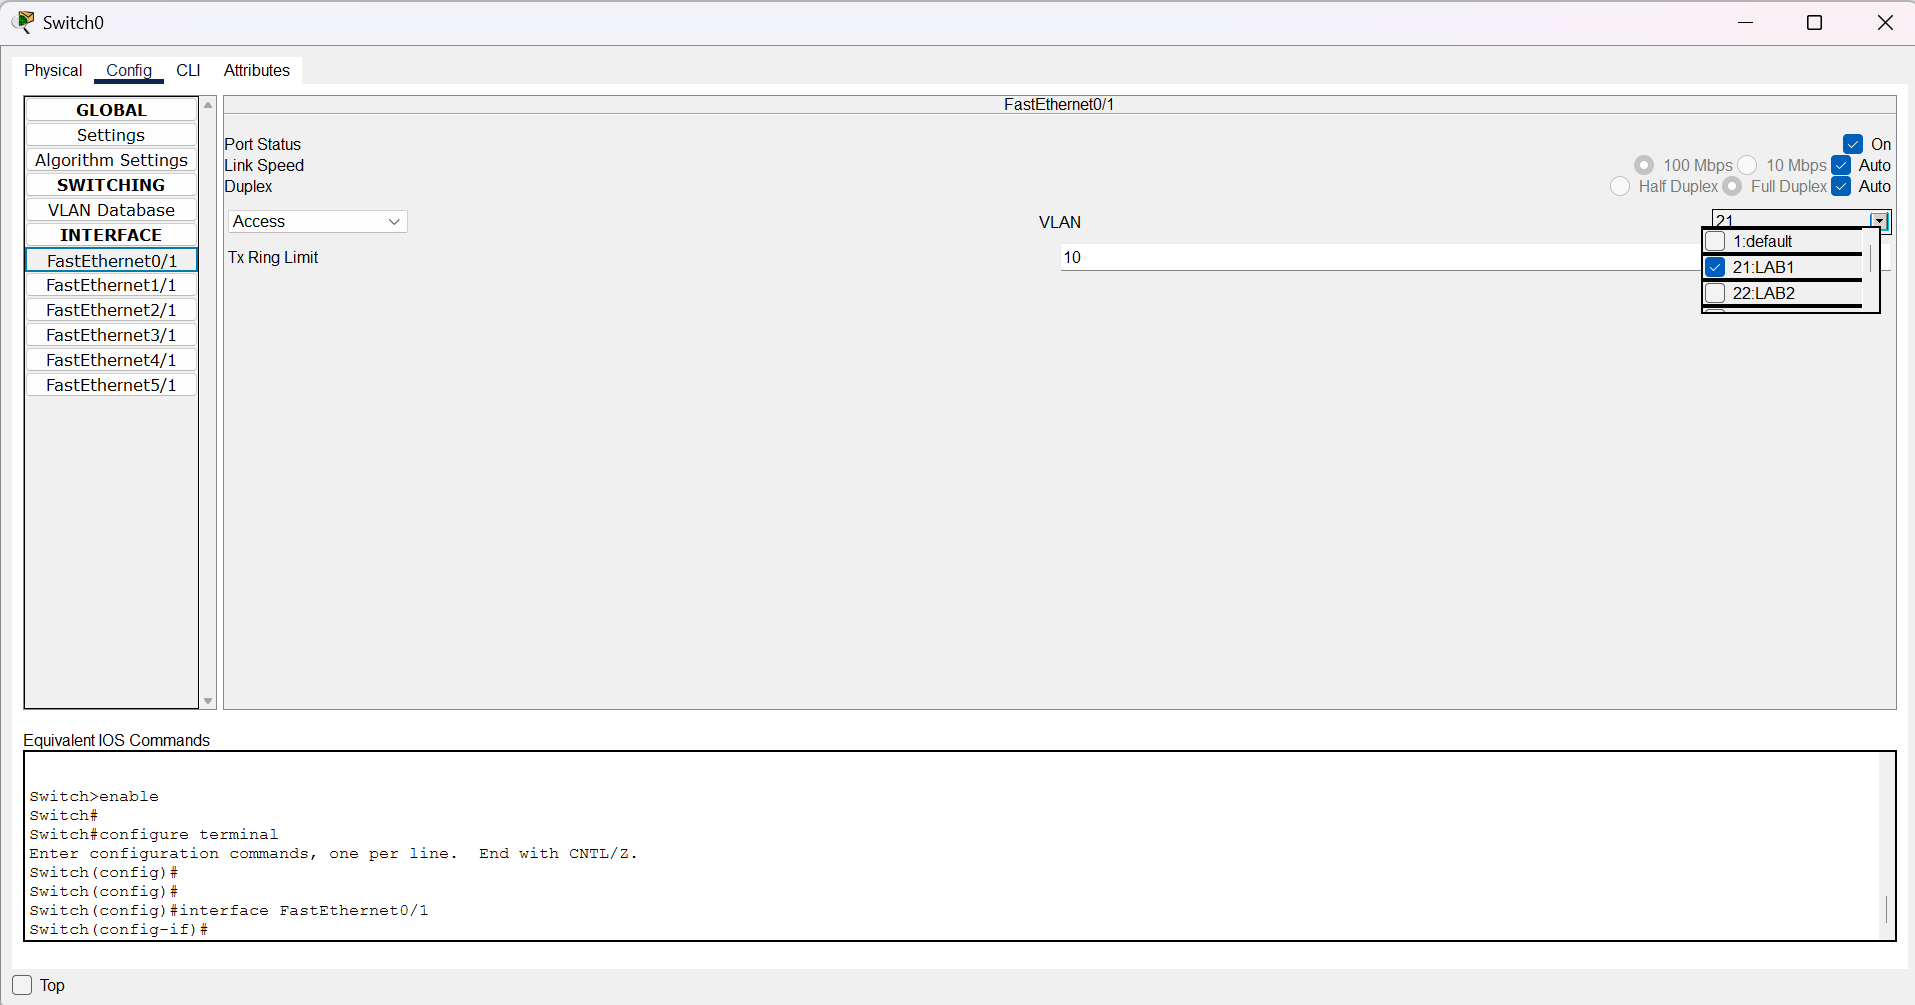 Switch0
Physical Config CLI Attributes
GLOBAL
Settings
Algorithm Settings
SWITCHING
VLAN Database
INTERFACE
FastEthernet0/1
FastEthernet1/1
FastEthernet2/1
FastEthernet3/1
FastEthernet4/1
FastEthernet5/1
FastEthernet0/1
Port Status On
Link Speed 100 Mbps 10 Mbps Auto
Duplex Half Duplex Full Duplex Auto
Access VLAN 21
1:default
21:LAB1
22:LAB2
Tx Ring Limit 10
Equivalent IOS Commands
Switch>enable
Switch#
Switch#configure terminal
Enter configuration commands, one per line.  End with CNTL/Z.
Switch(config)#
Switch(config)#
Switch(config)#interface FastEthernet0/1
Switch(config-if)#
Top